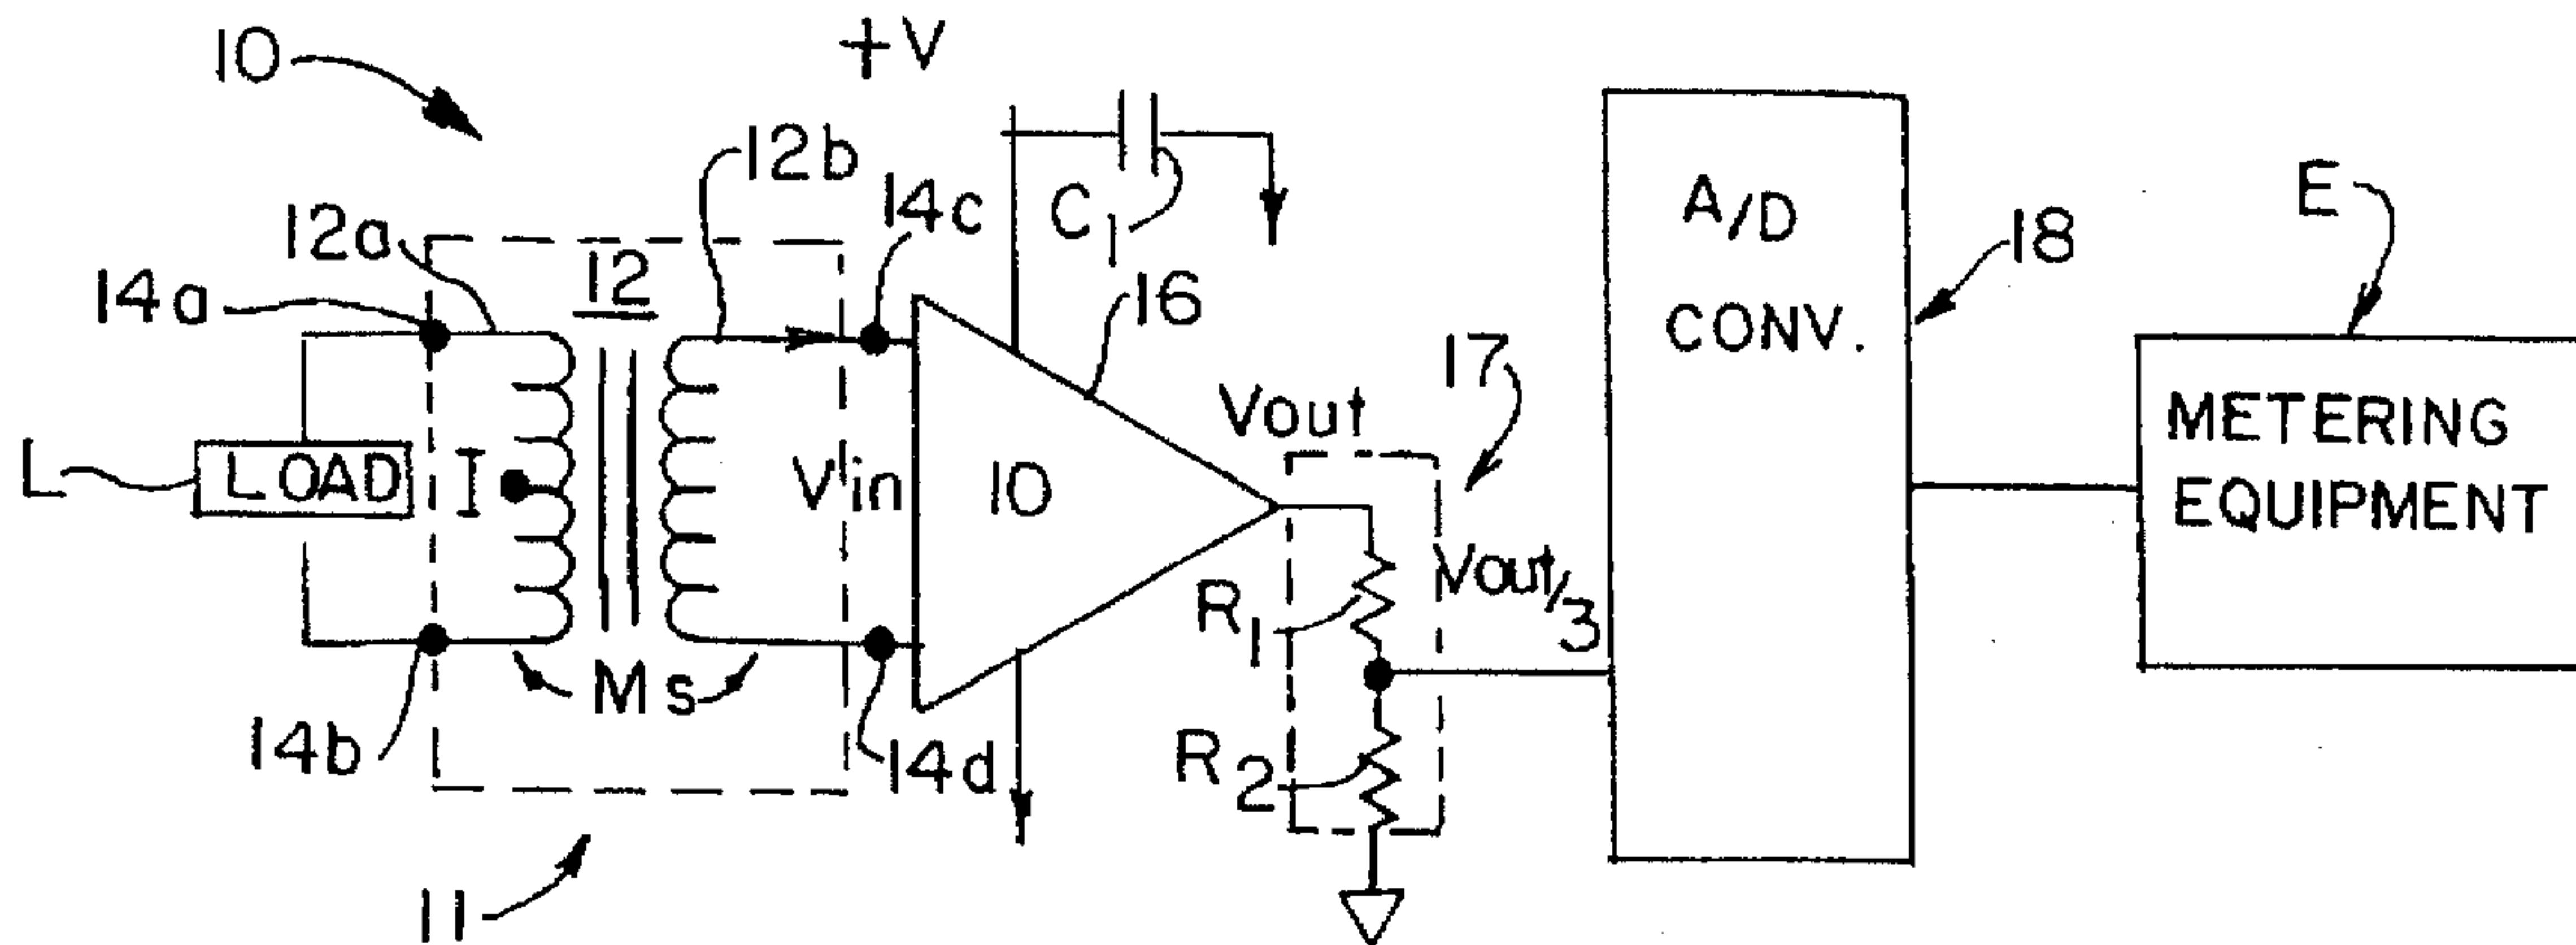 10
+V
12b
14c
C1
A/D
CONV.
18
E
12a
12
14a
16
17
METERING
EQUIPMENT
L
LOAD
I
Vin
10
Vout
Vout/3
R1
Ms
14b
14d
R2
11